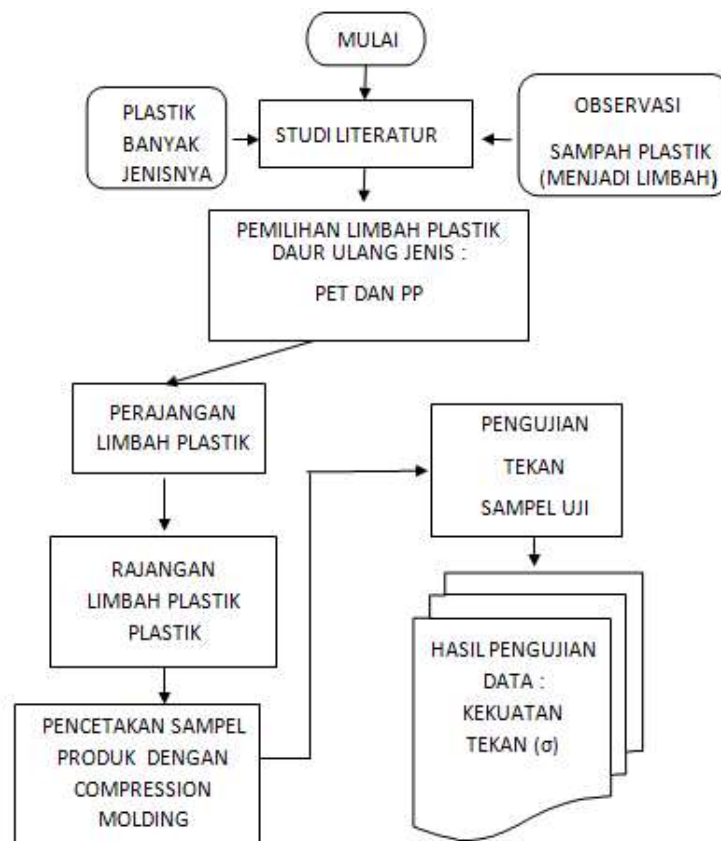 MULAI
PLASTIK
BANYAK
JENISNYA
STUDI LITERATUR
OBSERVASI
SAMPAH PLASTIK
(MENJADI LIMBAH)
PEMILIHAN LIMBAH PLASTIK
DAUR ULANG JENIS :
PET DAN PP
PERAJANGAN
LIMBAH PLASTIK
RAJANGAN
LIMBAH PLASTIK
PLASTIK
PENCETAKAN SAMPEL
PRODUK DENGAN
COMPRESSION
MOLDING
PENGUJIAN
TEKAN
SAMPEL UJI
HASIL PENGUJIAN
DATA :
KEKUATAN
TEKAN (σ)